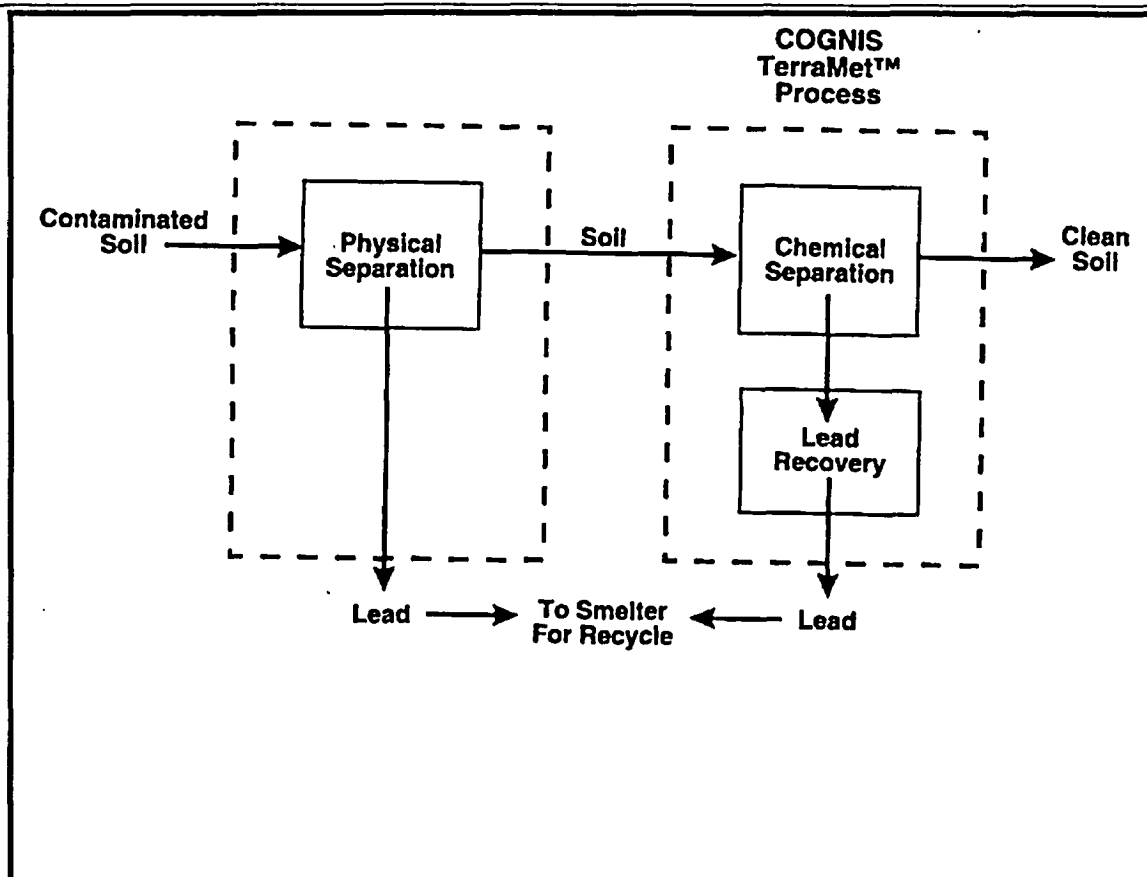 COGNIS
TerraMet™
Process
Contaminated
Soil
Physical
Separation
Soil
Chemical
Separation
Clean
Soil
Lead
Recovery
Lead
To Smelter
For Recycle
Lead